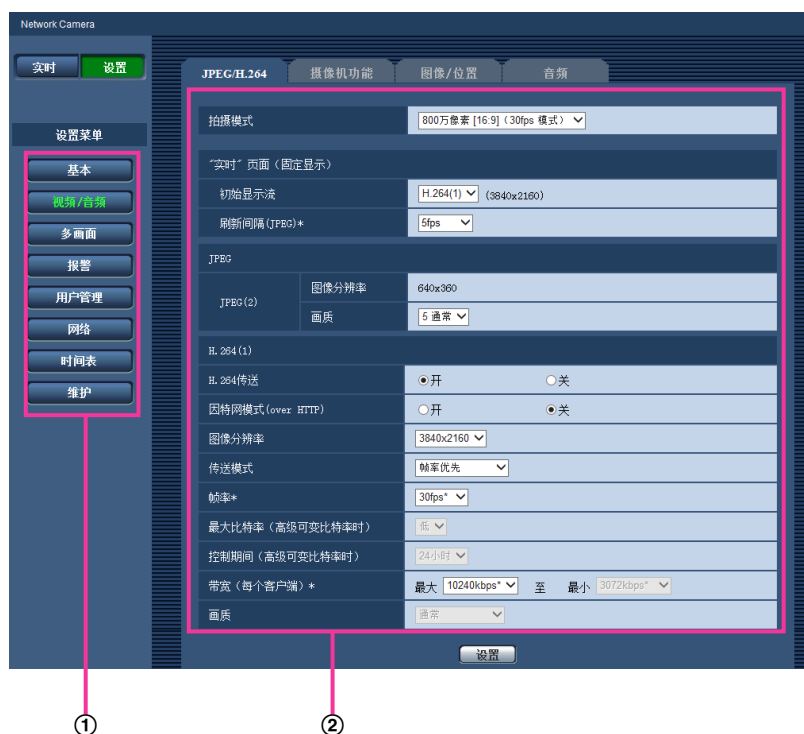 Network Camera
实时 设置
设置菜单
基本
视频/音频
多画面
报警
用户管理
网络
时间表
维护
JPEG/H.264 摄像机功能 图像/位置 音频
拍摄模式 800万像素 [16:9]（30fps 模式）
"实时"页面（固定显示）
初始显示流 H.264(1) (3840x2160)
刷新间隔(JPEG)* 5fps
JPEG
JPEG(2) 图像分辨率 640x360
画质 5 通常
H.264(1)
H.264传送 开 关
因特网模式(over HTTP) 开 关
图像分辨率 3840x2160
传送模式 帧率优先
帧率* 30fps*
最大比特率（高级可变比特率时） 低
控制期间（高级可变比特率时） 24小时
带宽（每个客户端）* 最大 10240kbps* 至 最小 3072kbps*
画质 通常
设置
① ②